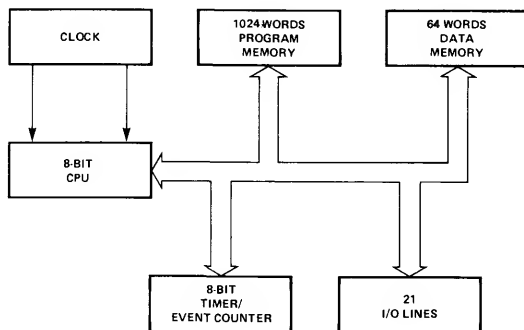 CLOCK
1024 WORDS
PROGRAM
MEMORY
64 WORDS
DATA
MEMORY
8-BIT
CPU
8-BIT
TIMER/
EVENT COUNTER
21
I/O LINES